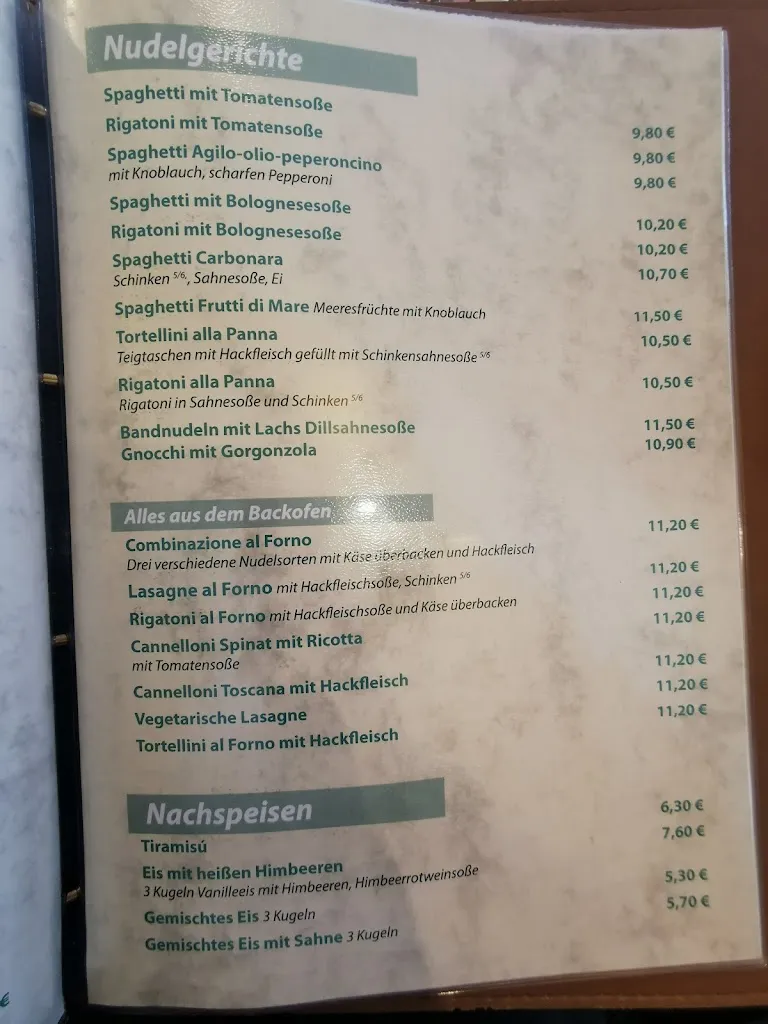 Nudelgerichte
Spaghetti mit Tomatensoße 9,80 €
Rigatoni mit Tomatensoße 9,80 €
Spaghetti Agilo-olio-peperoncino 9,80 €
mit Knoblauch, scharfen Pepperoni
Spaghetti mit Bolognesesoße 10,20 €
Rigatoni mit Bolognesesoße 10,20 €
Spaghetti Carbonara 10,70 €
Schinken 5/6, Sahnesoße, Ei
Spaghetti Frutti di Mare Meeresfrüchte mit Knoblauch 11,50 €
Tortellini alla Panna 10,50 €
Teigtaschen mit Hackfleisch gefüllt mit Schinkensahnesoße 5/6
Rigatoni alla Panna 10,50 €
Rigatoni in Sahnesoße und Schinken 5/6
Bandnudeln mit Lachs Dillsahnesoße 11,50 €
Gnocchi mit Gorgonzola 10,90 €
Alles aus dem Backofen
Combinazione al Forno 11,20 €
Drei verschiedene Nudelsorten mit Käse überbacken und Hackfleisch
Lasagne al Forno mit Hackfleischsoße, Schinken 5/6 11,20 €
Rigatoni al Forno mit Hackfleischsoße und Käse überbacken 11,20 €
Cannelloni Spinat mit Ricotta 11,20 €
mit Tomatensoße
Cannelloni Toscana mit Hackfleisch 11,20 €
Vegetarische Lasagne 11,20 €
Tortellini al Forno mit Hackfleisch 11,20 €
Nachspeisen
Tiramisú 6,30 €
Eis mit heißen Himbeeren 7,60 €
3 Kugeln Vanilleeis mit Himbeeren, Himbeerrotweinsoße
Gemischtes Eis 3 Kugeln 5,30 €
Gemischtes Eis mit Sahne 3 Kugeln 5,70 €
€